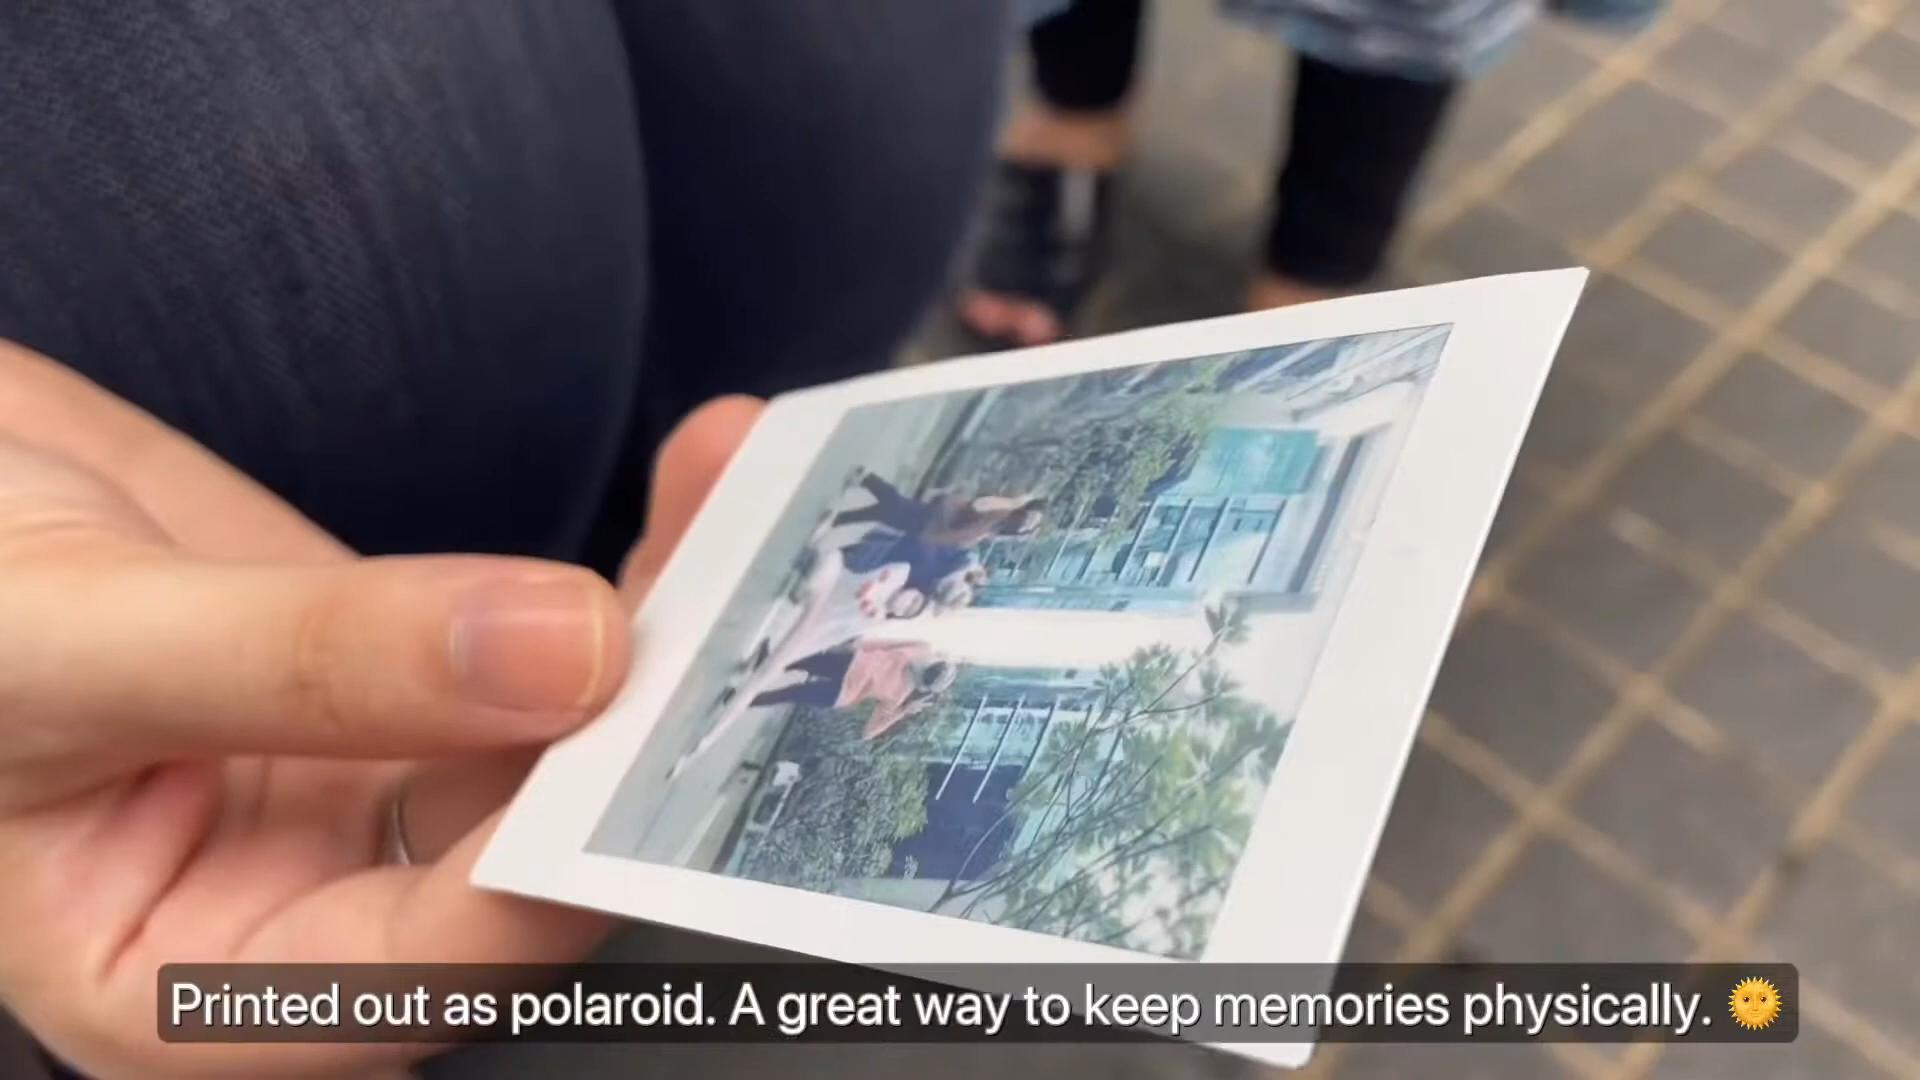 Printed out as polaroid. A great way to keep memories physically. 🌞